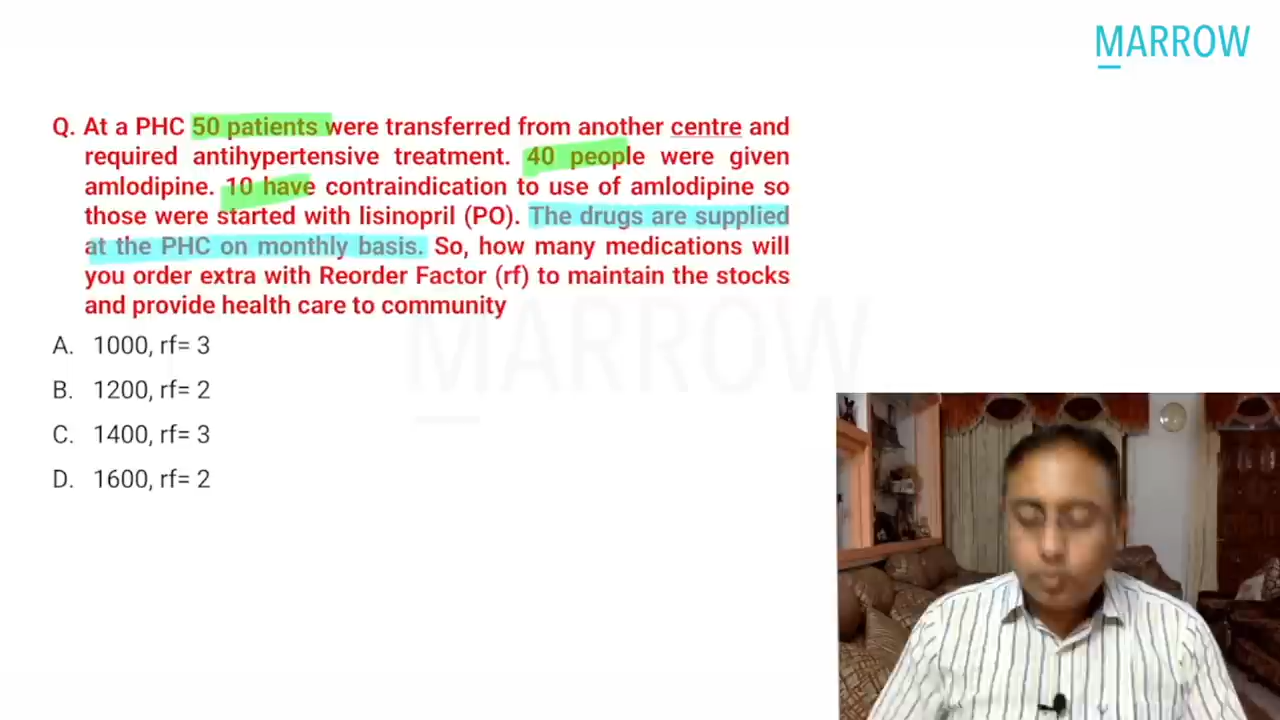 MARROW
Q. At a PHC 50 patients were transferred from another centre and
required antihypertensive treatment. 40 people were given
amlodipine. 10 have contraindication to use of amlodipine so
those were started with lisinopril (PO). The drugs are supplied
at the PHC on monthly basis. So, how many medications will
you order extra with Reorder Factor (rf) to maintain the stocks
and provide health care to community
MARROW
A. 1000, rf= 3
B. 1200, rf= 2
C. 1400, rf= 3
D. 1600, rf= 2